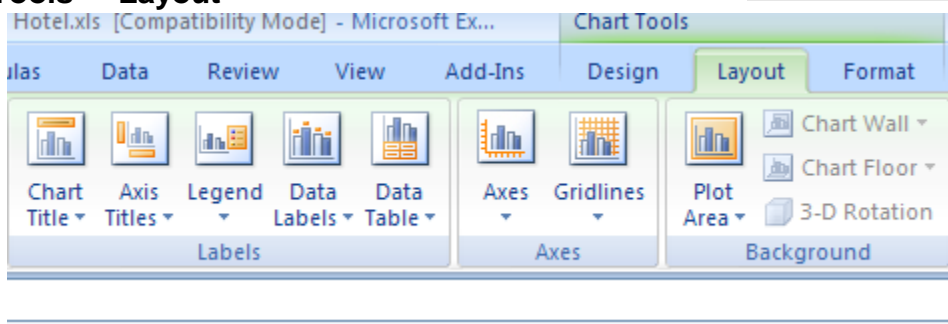 Layout
Hotel.xls [Compatibility Mode] - Microsoft Ex... Chart Tools
Data Review View Add-Ins Design Layout Format
Chart Title Axis Titles Legend Data Labels Data Table Axes Gridlines Plot Area Chart Wall
Chart Floor
3-D Rotation
Labels Axes Background